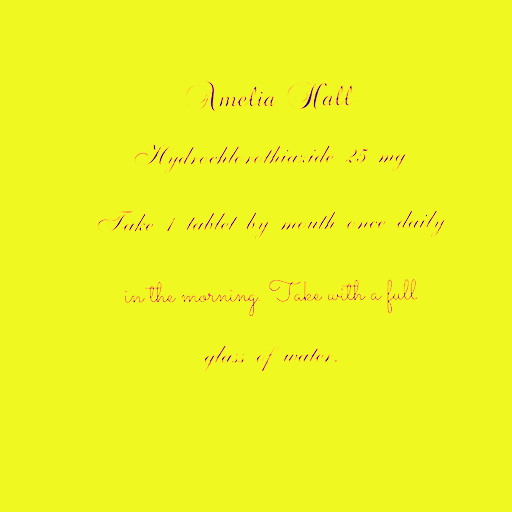 Amelia Hall
Hydrochlorothiazide 25 mg
Take 1 tablet by mouth once daily
in the morning. Take with a full
glass of water.